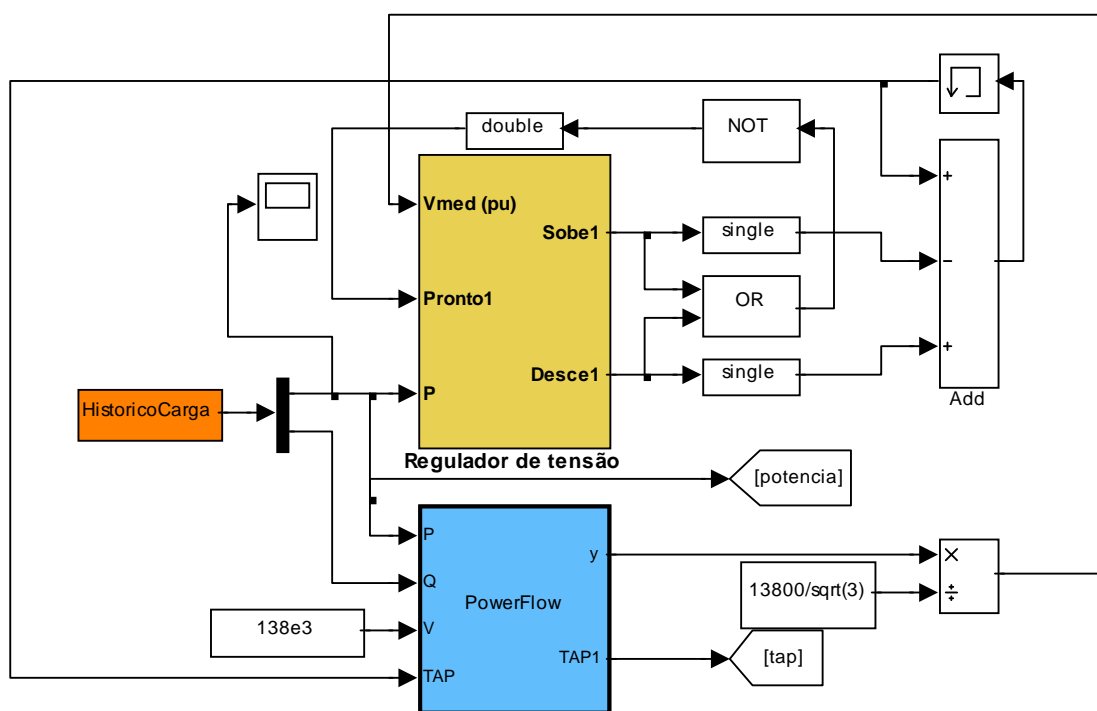 double
NOT
Vmed (pu)
Sobe1
single
+
−
OR
Pronto1
Desce1
single
+
P
Add
HistoricoCarga
Regulador de tensão
[potencia]
P
y
×
Q
PowerFlow
13800/sqrt(3)
÷
138e3
V
TAP1
[tap]
TAP